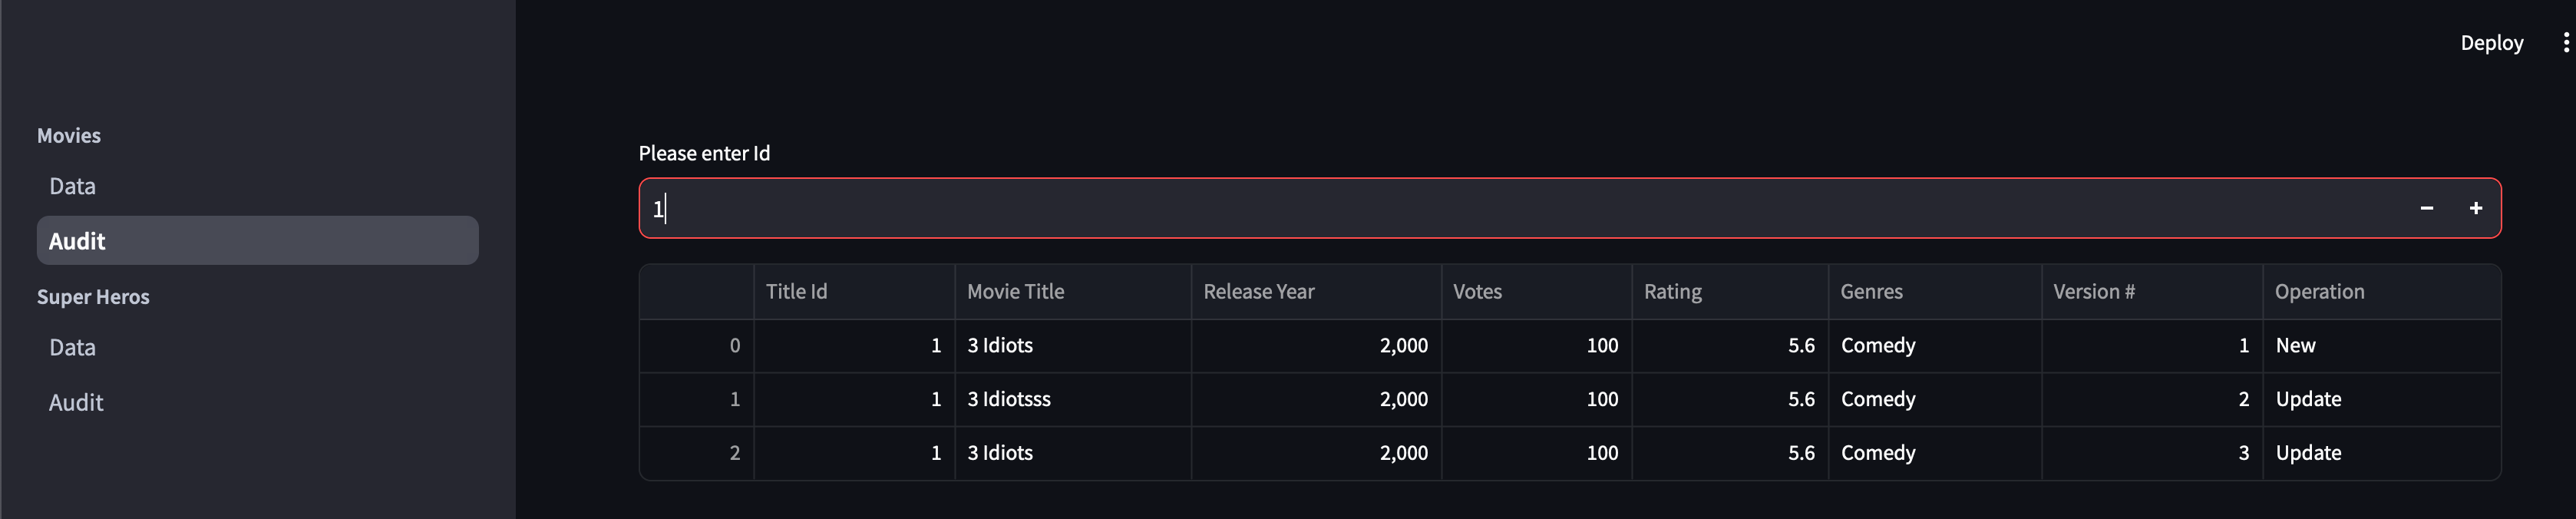 Deploy
Movies
Data
Audit
Super Heros
Data
Audit
Please enter Id
1
Title Id Movie Title Release Year Votes Rating Genres Version # Operation
0 1 3 Idiots 2,000 100 5.6 Comedy 1 New
1 1 3 Idiotsss 2,000 100 5.6 Comedy 2 Update
2 1 3 Idiots 2,000 100 5.6 Comedy 3 Update